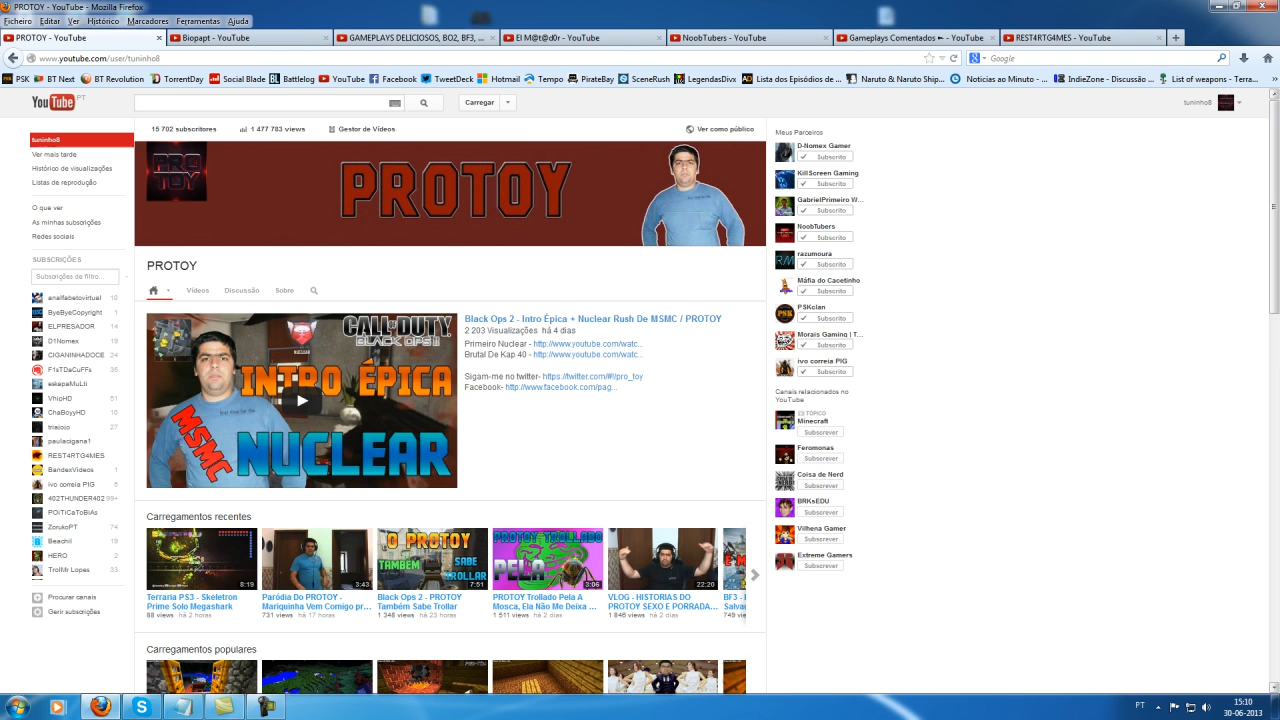 PROTOY - YouTube - Mozilla Firefox
Ficheiro Editar Ver Histórico Marcadores Ferramentas Ajuda
PROTOY - YouTube
Biopapt - YouTube
GAMEPLAYS DELICIOSOS, BO2, BF3, ...
El M@t@d0r - YouTube
NoobTubers - YouTube
Gameplays Comentados - YouTube
REST4RTG4MES - YouTube
www.youtube.com/user/tuninho8
Google
PSK BT Next BT Revolution TorrentDay Social Blade Battlelog YouTube Facebook TweetDeck Hotmail Tempo PirateBay SceneRush LegendasDivx Lista dos Episódios de ... Naruto & Naruto Ship... Noticias ao Minuto - ... IndieZone - Discussão ... List of weapons - Terra...
YouTube PT
Carregar
tuninho8
tuninho8
Ver mais tarde
Histórico de visualizações
Listas de reprodução
O que ver
As minhas subscrições
Redes sociais
SUBSCRIÇÕES
Subscrições de filtro...
analfabetovirtual 10
ByeByeCopyright
ELPRESADOR 14
D1Nomex
CIGANINHADOCE
F1sTDaCuFFs
eskapaMuLti
VhipHD
ChaBoyyHD
triajojo 27
paulacigana1
REST4RTG4MES
BandexVideos 1
ivo correia PIG
402THUNDER402 99+
POiTiCaToBiAs
ZorukoPT 74
Beachil 19
HERO 2
TrolMr Lopes 33
Procurar canais
Gerir subscrições
15 702 subscritores 1 477 783 views Gestor de Vídeos Ver como público
PRO
TOY
PROTOY
PROTOY
Vídeos Discussão Sobre
CALL OF DUTY
BLACK OPS II
INTRO ÉPICA
MSMC
NUCLEAR
Black Ops 2 - Intro Épica + Nuclear Rush De MSMC / PROTOY
2 203 Visualizações há 4 dias
Primeiro Nuclear - http://www.youtube.com/watc...
Brutal De Kap 40 - http://www.youtube.com/watc...
Sigam-me no twitter- https://twitter.com/#!/pro_toy
Facebook- http://www.facebook.com/pag...
Carregamentos recentes
8:19
Terraria PS3 - Skeletron
Prime Solo Megashark
88 views há 2 horas
3:43
Paródia Do PROTOY -
Mariquinha Vem Comigo pr...
731 views há 17 horas
O PROTOY
TAMBÉM
SABE
TROLLAR
7:51
Black Ops 2 - PROTOY
Também Sabe Trollar
1 348 views há 23 horas
PROTOY TROLLADO
PELA
3:06
PROTOY Trollado Pela A
Mosca, Ela Não Me Deixa ...
1 511 views há 2 dias
22:20
VLOG - HISTORIAS DO
PROTOY SEXO E PORRADA...
1 846 views há 2 dias
BF3 -
Salva
749 vie
Carregamentos populares
Meus Parceiros
D-Nomex Gamer
Subscrito
KillScreen Gaming
Subscrito
GabrielPrimeiro W...
Subscrito
NoobTubers
Subscrito
razumoura
Subscrito
Máfia do Cacetinho
Subscrito
PSKclan
Subscrito
Morais Gaming | T...
Subscrito
ivo correia PIG
Subscrito
Canais relacionados no
YouTube
TÓPICO
Minecraft
Subscrever
Feromonas
Subscrever
Coisa de Nerd
Subscrever
BRKsEDU
Subscrever
Vilhena Gamer
Subscrever
Extreme Gamers
Subscrever
PT
15:10
30-06-2013